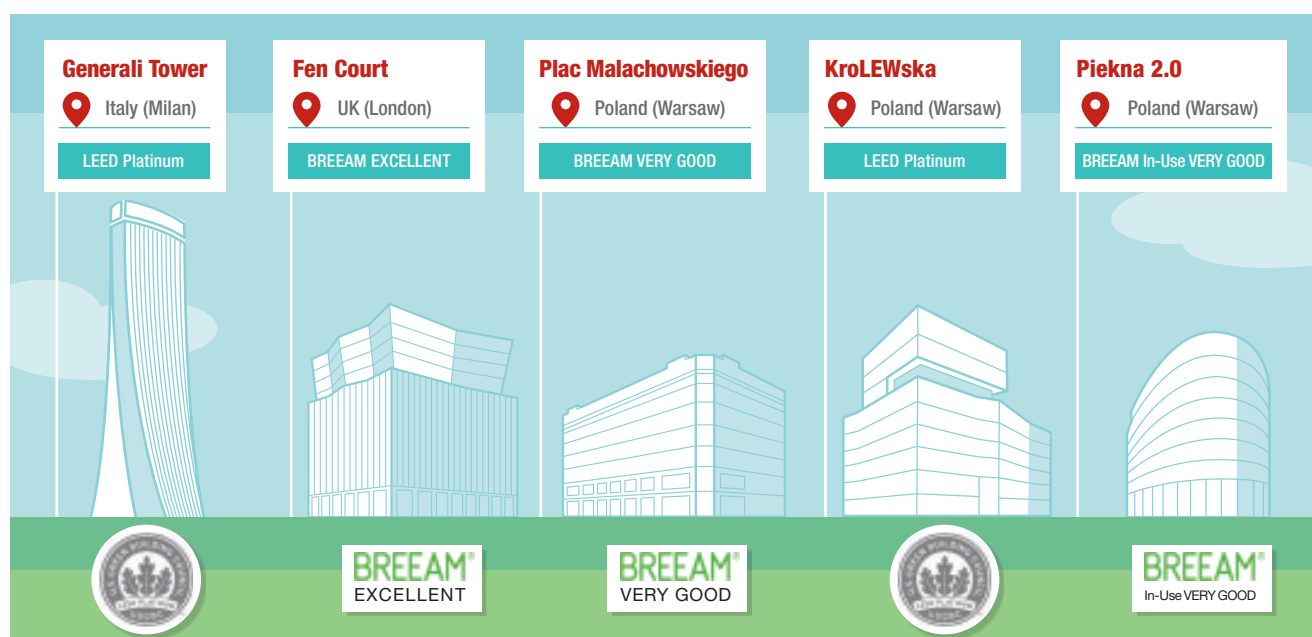 Generali Tower
Italy (Milan)
LEED Platinum
Fen Court
UK (London)
BREEAM EXCELLENT
Plac Malachowskiego
Poland (Warsaw)
BREEAM VERY GOOD
KroLEWska
Poland (Warsaw)
LEED Platinum
Piekna 2.0
Poland (Warsaw)
BREEAM In-Use VERY GOOD
BREEAM®
EXCELLENT
BREEAM®
VERY GOOD
BREEAM®
In-Use VERY GOOD